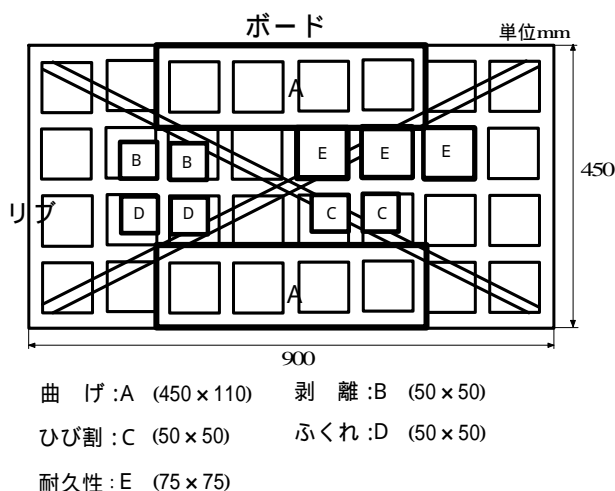 ボード
単位mm
A
E E E
B B
450
リブ
D D C C
A
900
曲 げ:A (450×110) 剥 離:B (50×50)
ひび割:C (50×50) ふくれ:D (50×50)
耐久性:E (75×75)